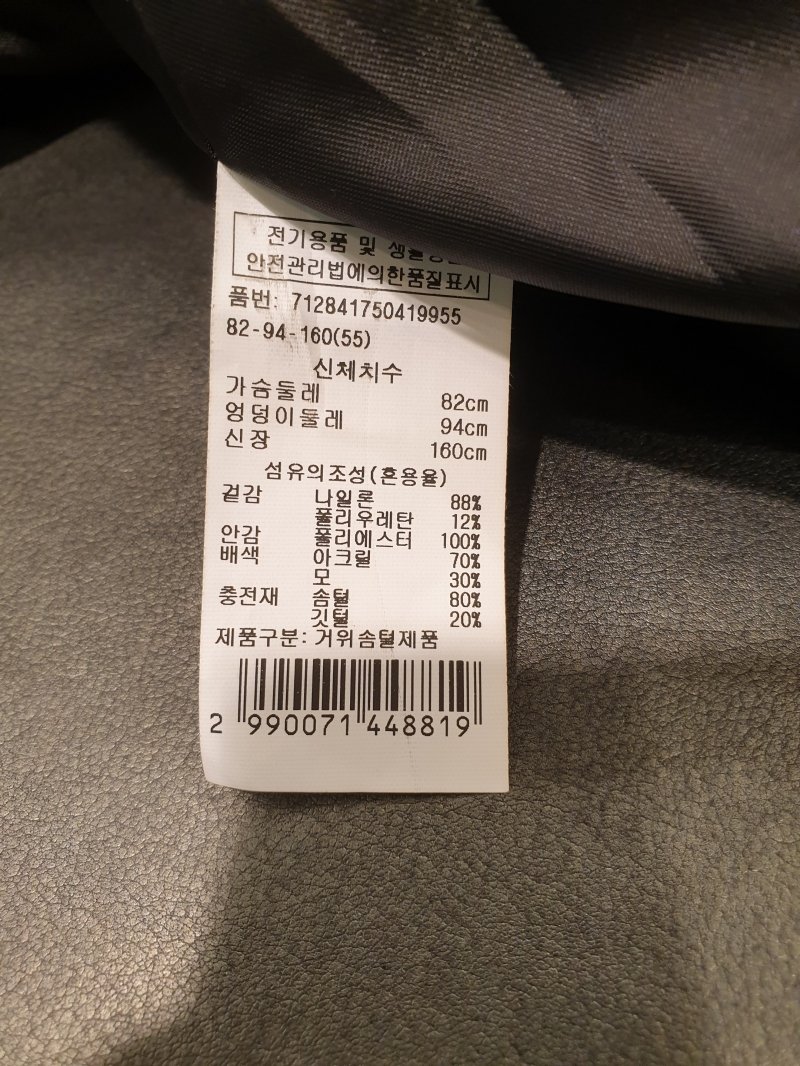 전기용품 및 생활
안전관리법에의한품질표시
품번: 712841750419955
82-94-160(55)
신체치수
가슴둘레 82cm
엉덩이둘레 94cm
신장 160cm
섬유의조성(혼용율)
겉감 나일론 88%
폴리우레탄 12%
안감 폴리에스터 100%
배색 아크릴 70%
모 30%
충전재 솜털 80%
깃털 20%
제품구분: 거위솜털제품
2 990071 448819